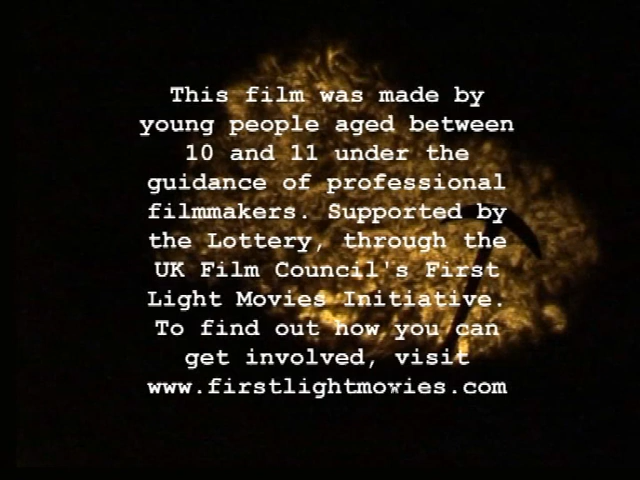 This film was made by
young people aged between
10 and 11 under the
guidance of professional
filmmakers. Supported by
the Lottery, through the
UK Film Council's First
Light Movies Initiative.
To find out how you can
get involved, visit
www.firstlightmovies.com